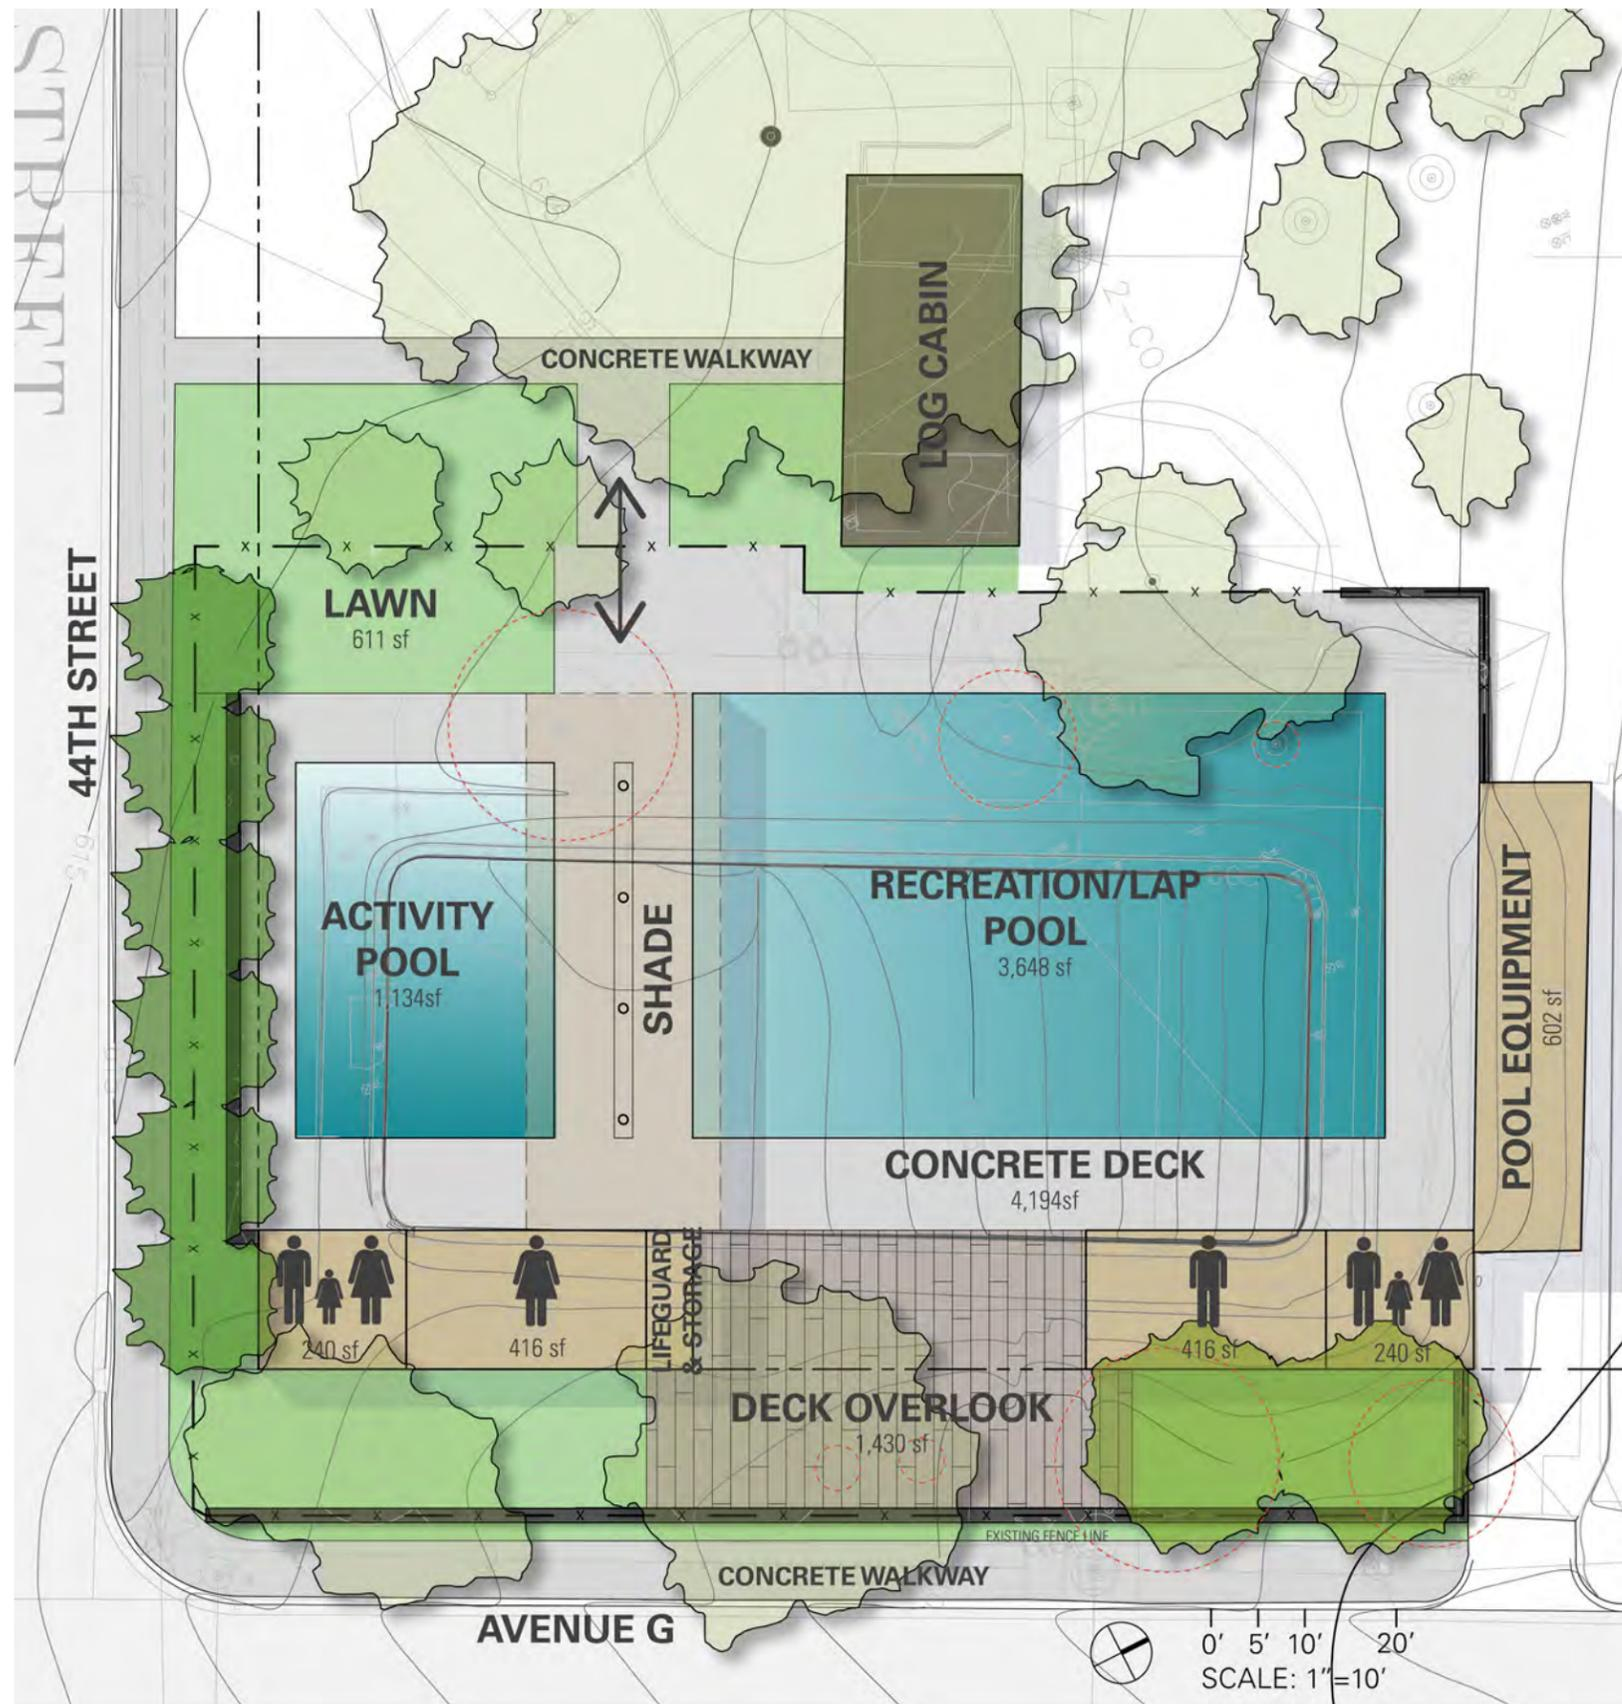 STREET
CONCRETE WALKWAY
LOG CABIN
44TH STREET
LAWN
611 sf
ACTIVITY
POOL
1,134sf
SHADE
RECREATION/LAP
POOL
3,648 sf
POOL EQUIPMENT
602 sf
CONCRETE DECK
4,194sf
240 sf
416 sf
LIFEGUARD
& STORAGE
416 sf
240 sf
DECK OVERLOOK
1,430 sf
EXISTING FENCE LINE
CONCRETE WALKWAY
AVENUE G
0' 5' 10' 20'
SCALE: 1"=10'
615
2-CO